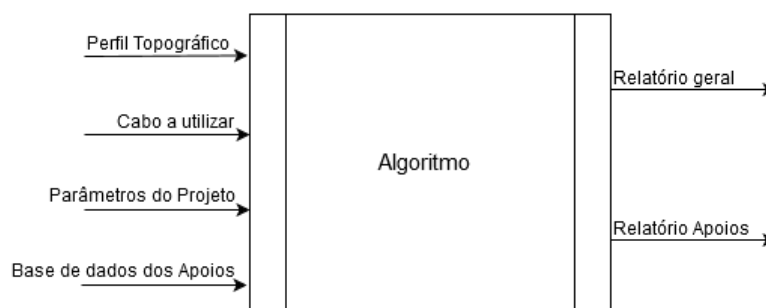 Perfil Topográfico
Cabo a utilizar
Parâmetros do Projeto
Base de dados dos Apoios
Algoritmo
Relatório geral
Relatório Apoios